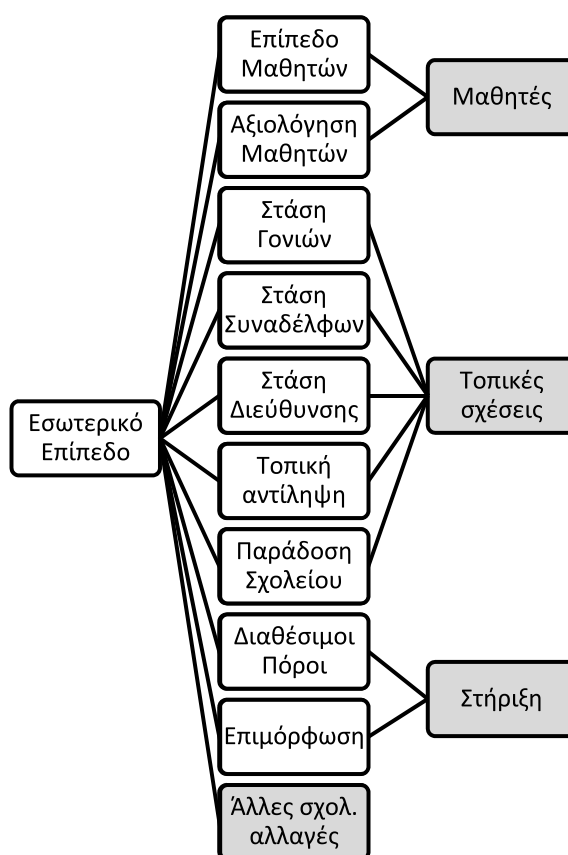 Επίπεδο
Μαθητών
Αξιολόγηση
Μαθητών
Μαθητές
Στάση
Γονιών
Στάση
Συναδέλφων
Στάση
Διεύθυνσης
Τοπικές
σχέσεις
Εσωτερικό
Επίπεδο
Τοπική
αντίληψη
Παράδοση
Σχολείου
Διαθέσιμοι
Πόροι
Στήριξη
Επιμόρφωση
Άλλες σχολ.
αλλαγές